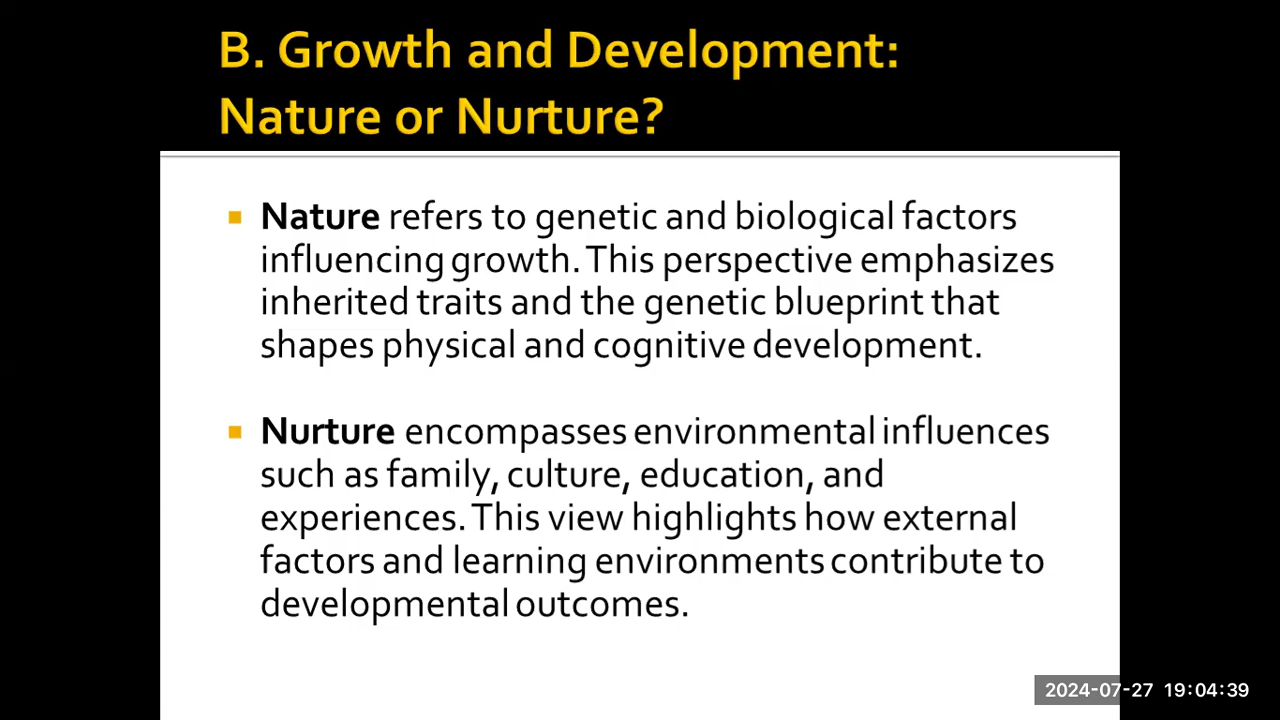 B. Growth and Development:
Nature or Nurture?
Nature refers to genetic and biological factors
influencing growth. This perspective emphasizes
inherited traits and the genetic blueprint that
shapes physical and cognitive development.
Nurture encompasses environmental influences
such as family, culture, education, and
experiences. This view highlights how external
factors and learning environments contribute to
developmental outcomes.
2024-07-27 19:04:39